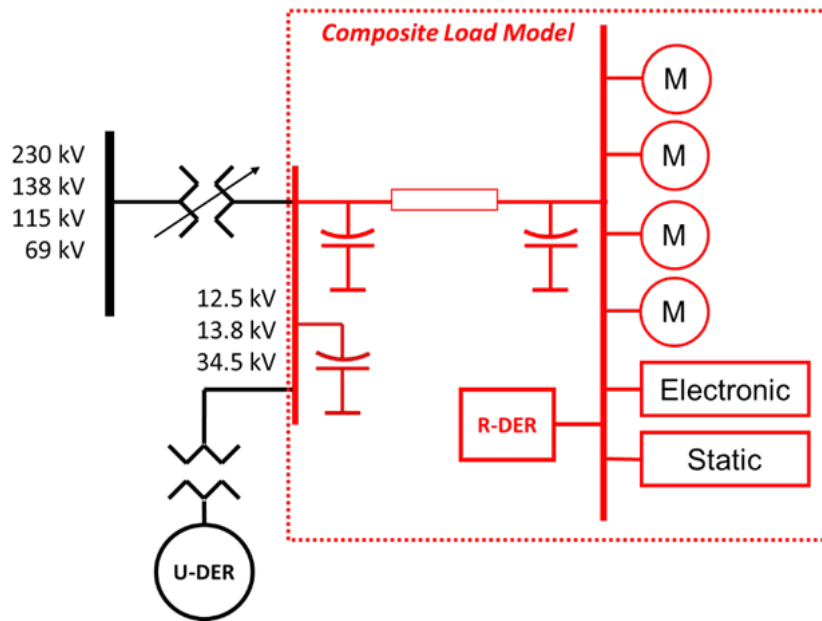 Composite Load Model
230 kV
138 kV
115 kV
69 kV
12.5 kV
13.8 kV
34.5 kV
M
M
M
M
Electronic
R-DER
Static
U-DER